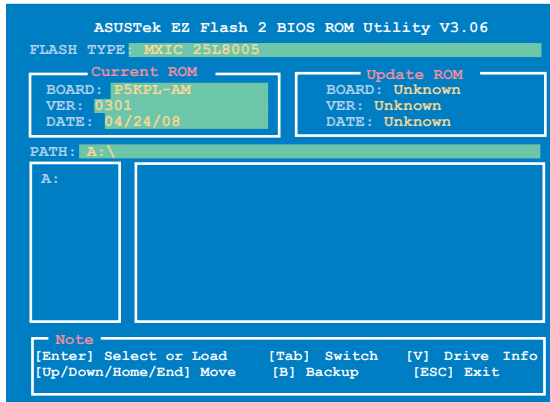 ASUSTek EZ Flash 2 BIOS ROM Utility V3.06
FLASH TYPE: MXIC 25L8005
Current ROM
BOARD: P5KPL-AM
VER: 0301
DATE: 04/24/08
Update ROM
BOARD: Unknown
VER: Unknown
DATE: Unknown
PATH: A:\
A:
Note
[Enter] Select or Load [Tab] Switch [V] Drive Info
[Up/Down/Home/End] Move [B] Backup [ESC] Exit